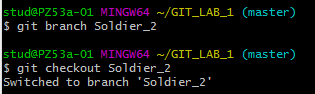 stud@PZ53a-01 MINGW64 ~/GIT_LAB_1 (master)
$ git branch Soldier_2
stud@PZ53a-01 MINGW64 ~/GIT_LAB_1 (master)
$ git checkout Soldier_2
Switched to branch 'Soldier_2'